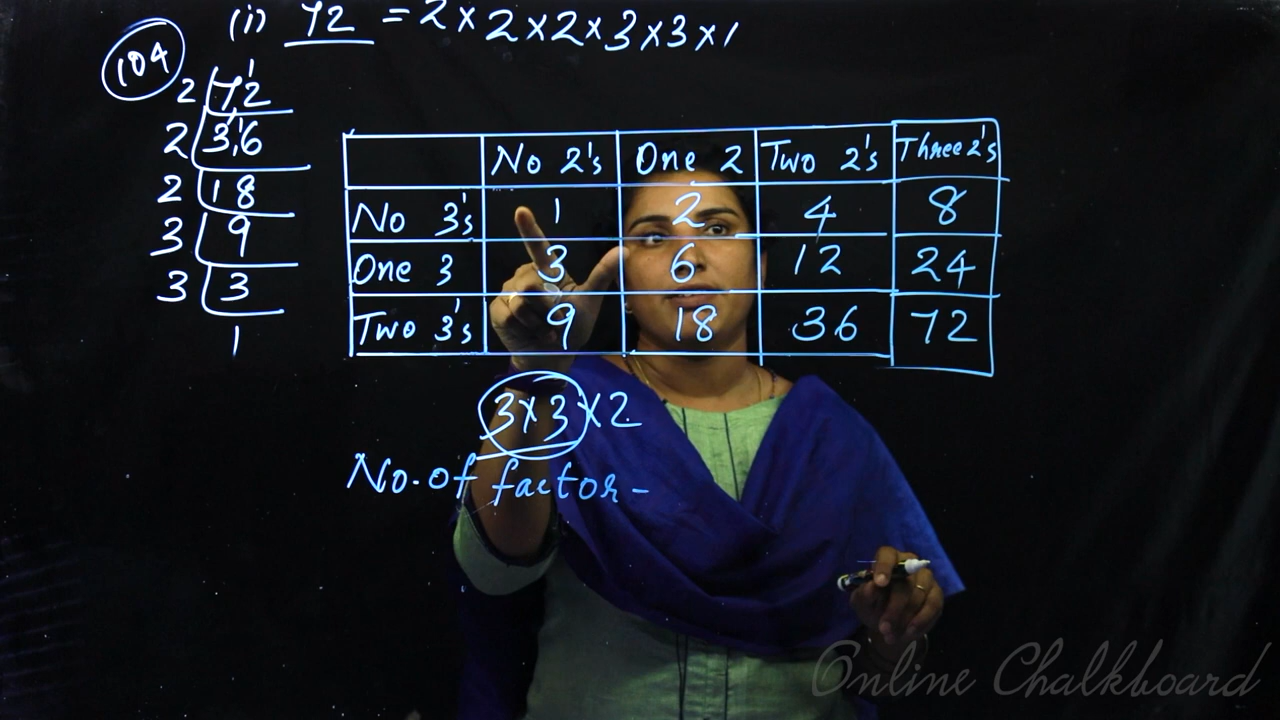 (i) 72 = 2×2×2×3×3×1
104
2 72
2 36
2 18
3 9
3 3
1
No 2's One 2 Two 2's Three 2's
No 3's 1 2 4 8
One 3 3 6 12 24
Two 3's 9 18 36 72
3×3×2
No. of factor -
Online Chalkboard